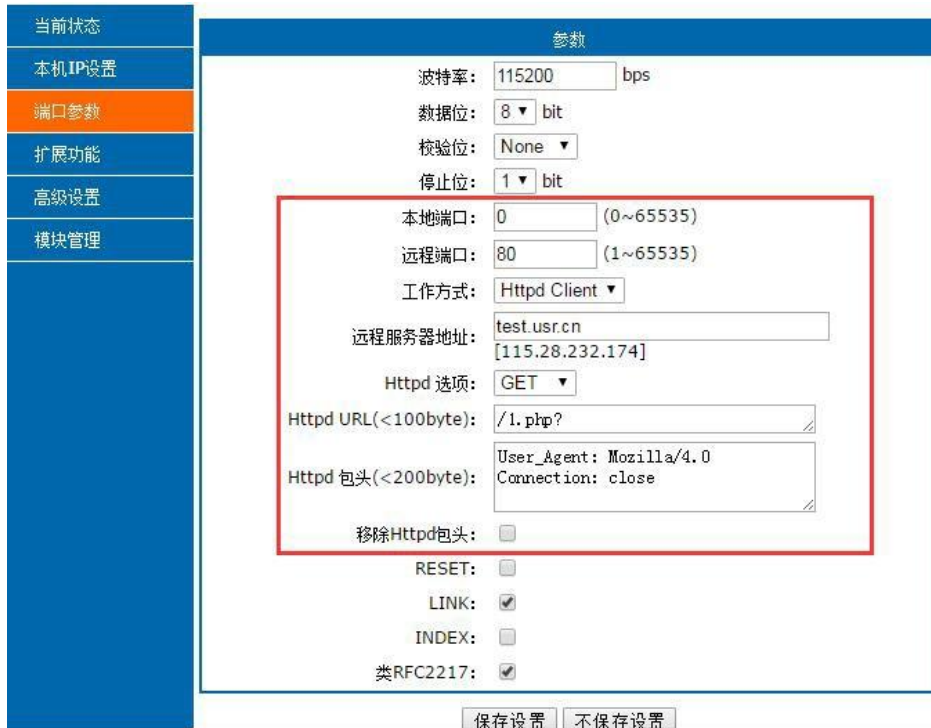 当前状态
本机IP设置
端口参数
扩展功能
高级设置
模块管理
参数
波特率: 115200 bps
数据位: 8 bit
校验位: None
停止位: 1 bit
本地端口: 0 (0~65535)
远程端口: 80 (1~65535)
工作方式: Httpd Client
远程服务器地址: test.usr.cn
[115.28.232.174]
Httpd 选项: GET
Httpd URL(<100byte): /1.php?
Httpd 包头(<200byte): User_Agent: Mozilla/4.0
Connection: close
移除Httpd包头:
RESET:
LINK:
INDEX:
类RFC2217:
保存设置 不保存设置